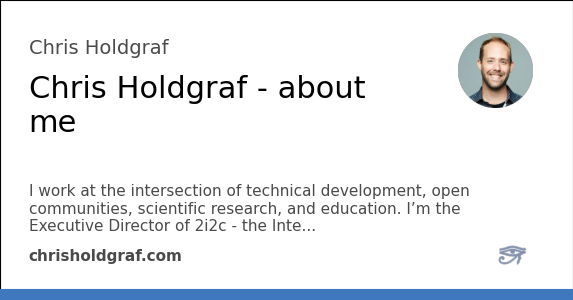 Chris Holdgraf
Chris Holdgraf - about
me
I work at the intersection of technical development, open
communities, scientific research, and education. I’m the
Executive Director of 2i2c - the Inte...
chrisholdgraf.com